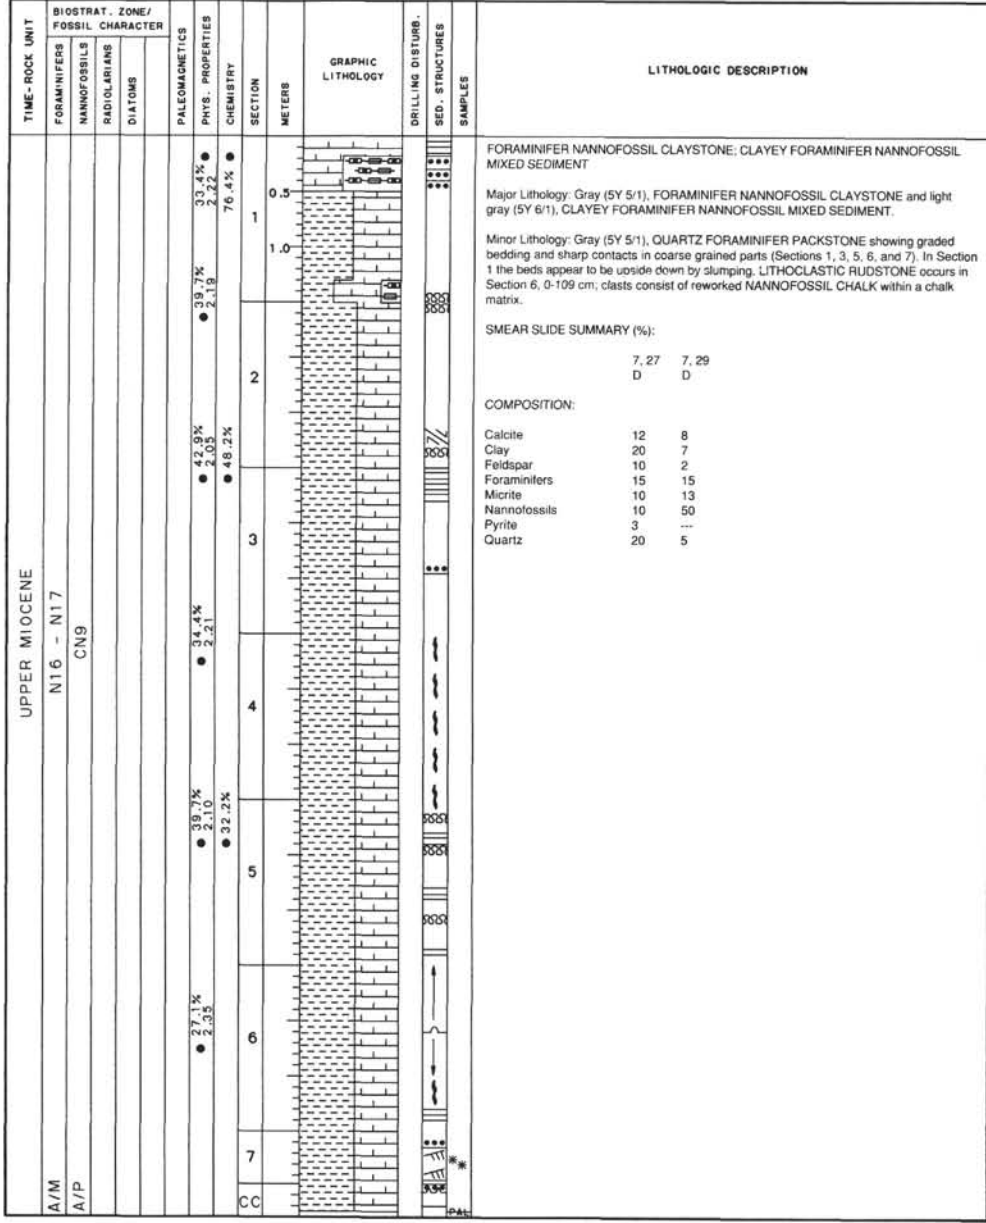 TIME-ROCK UNIT
BIOSTRAT. ZONE/
FOSSIL CHARACTER
FORAMINIFERS
NANNOFOSSILS
RADIOLARIANS
DIATOMS
PALEOMAGNETICS
PHYS. PROPERTIES
CHEMISTRY
SECTION
METERS
GRAPHIC
LITHOLOGY
DRILLING DISTURB.
SED. STRUCTURES
SAMPLES
LITHOLOGIC DESCRIPTION
UPPER MIOCENE
N16 - N17
A/M
CN9
A/P
33.4%
2.22
76.4%
39.7%
2.19
42.9%
2.05
48.2%
34.4%
2.21
39.7%
2.10
32.2%
27.1%
2.35
0.5
1
1.0
2
3
4
5
6
7
CC
**
PAL
FORAMINIFER NANNOFOSSIL CLAYSTONE; CLAYEY FORAMINIFER NANNOFOSSIL
MIXED SEDIMENT
Major Lithology: Gray (5Y 5/1), FORAMINIFER NANNOFOSSIL CLAYSTONE and light
gray (5Y 6/1), CLAYEY FORAMINIFER NANNOFOSSIL MIXED SEDIMENT.
Minor Lithology: Gray (5Y 5/1), QUARTZ FORAMINIFER PACKSTONE showing graded
bedding and sharp contacts in coarse grained parts (Sections 1, 3, 5, 6, and 7). In Section
1 the beds appear to be upside down by slumping. LITHOCLASTIC RUDSTONE occurs in
Section 6, 0-109 cm; clasts consist of reworked NANNOFOSSIL CHALK within a chalk
matrix.
SMEAR SLIDE SUMMARY (%):
7, 27 7, 29
D D
COMPOSITION:
Calcite 12 8
Clay 20 7
Feldspar 10 2
Foraminifers 15 15
Micrite 10 13
Nannofossils 10 50
Pyrite 3 ---
Quartz 20 5